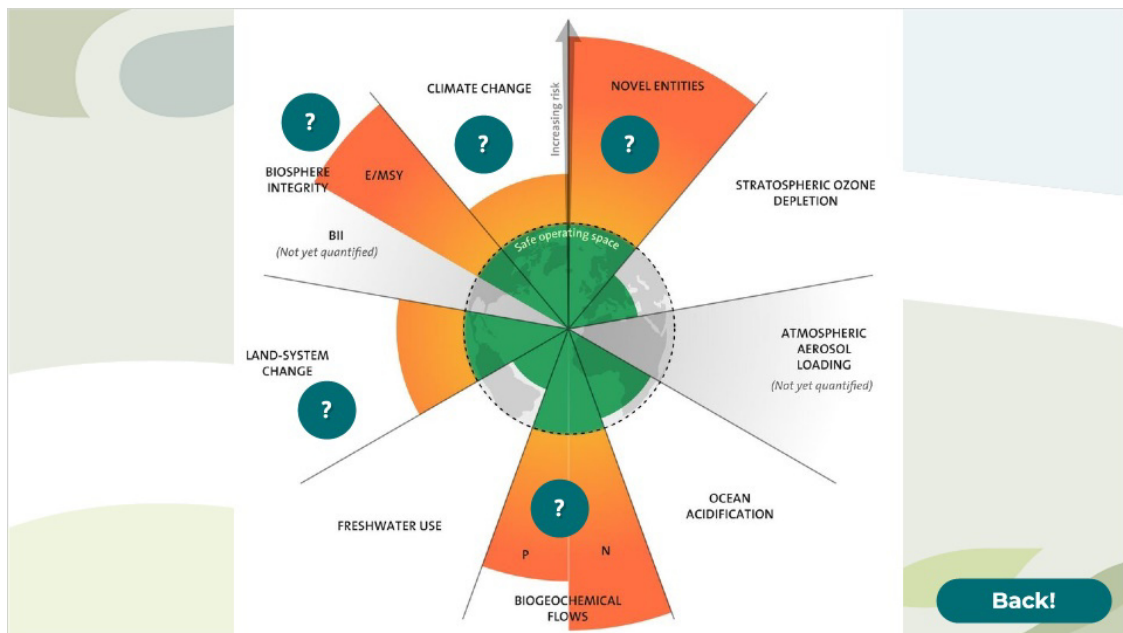 Increasing risk
CLIMATE CHANGE
?
NOVEL ENTITIES
?
STRATOSPHERIC OZONE
DEPLETION
?
BIOSPHERE
INTEGRITY
E/MSY
BII
(Not yet quantified)
Safe operating space
ATMOSPHERIC
AEROSOL
LOADING
(Not yet quantified)
LAND-SYSTEM
CHANGE
?
OCEAN
ACIDIFICATION
FRESHWATER USE
?
P
N
BIOGEOCHEMICAL
FLOWS
Back!